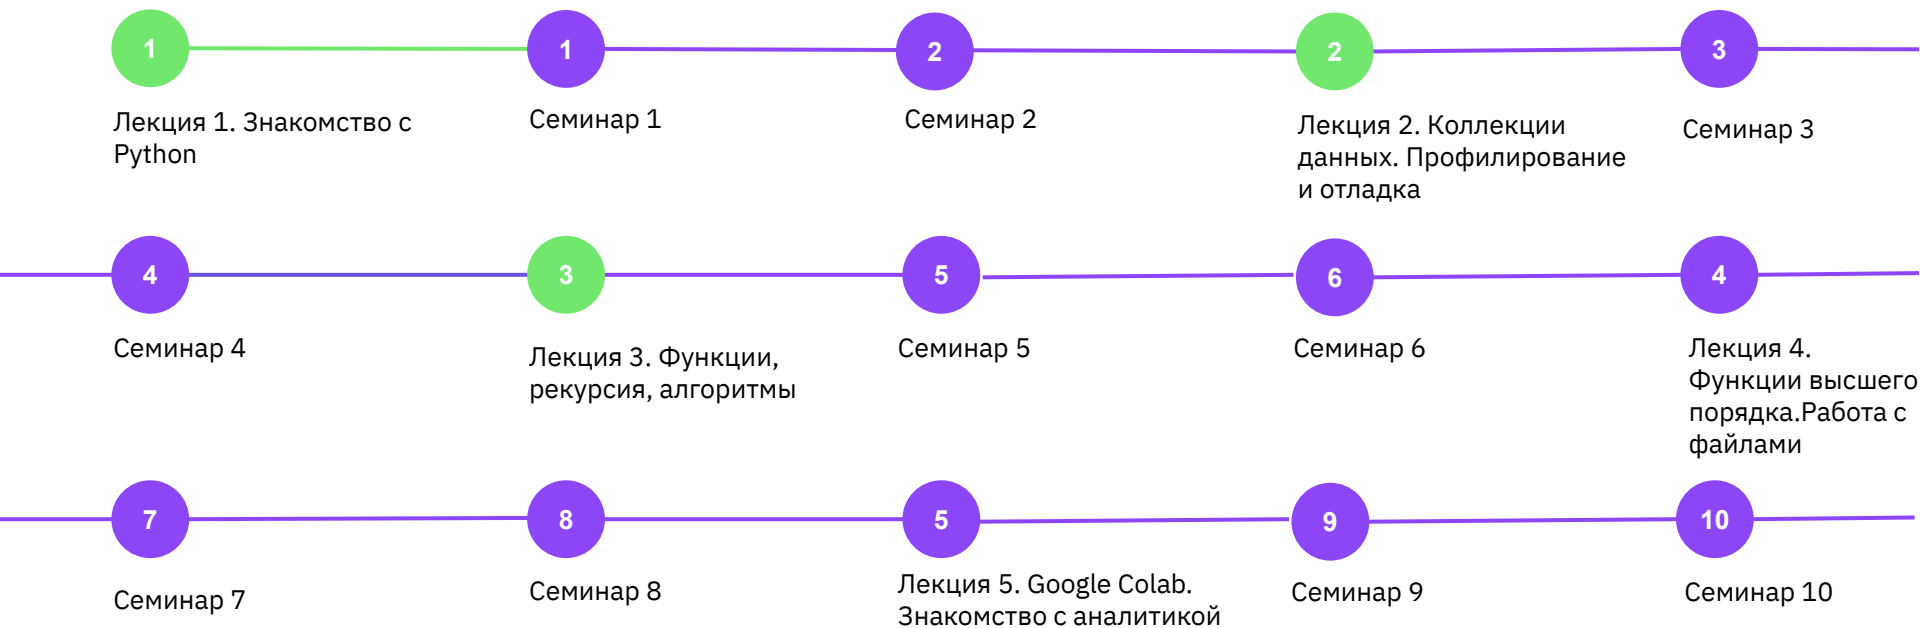 1
1
2
2
3
Лекция 1. Знакомство с
Python
Семинар 1
Семинар 2
Лекция 2. Коллекции
данных. Профилирование
и отладка
Семинар 3
4
3
5
6
4
Семинар 4
Лекция 3. Функции,
рекурсия, алгоритмы
Семинар 5
Семинар 6
Лекция 4.
Функции высшего
порядка.Работа с
файлами
7
8
5
9
10
Семинар 7
Семинар 8
Лекция 5. Google Colab.
Знакомство с аналитикой
Семинар 9
Семинар 10